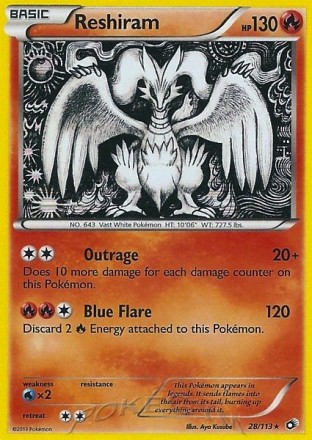 BASIC
Reshiram
HP130
NO. 643 Vast White Pokémon HT: 10'06" WT: 727.5 lbs.
Outrage 20+
Does 10 more damage for each damage counter on
this Pokémon.
Blue Flare 120
Discard 2 Energy attached to this Pokémon.
weakness resistance
×2
retreat
This Pokémon appears in
legends. It sends flames into
the air from its tail, burning up
everything around it.
Illus. Ayo Kusube
28/113 ★
©2013 Pokémon
POKÉMON